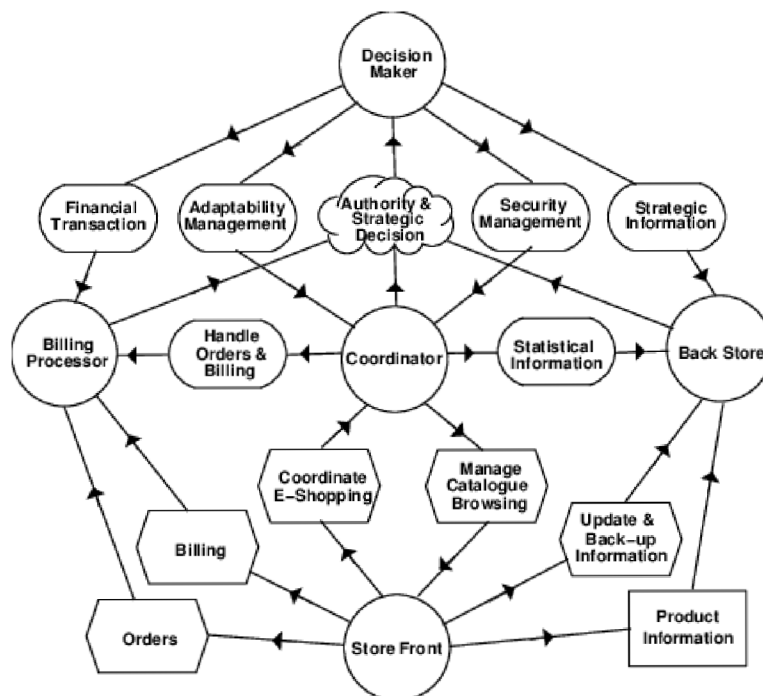 Decision
Maker
Financial
Transaction
Adaptability
Management
Authority &
Strategic
Decision
Security
Management
Strategic
Information
Billing
Processor
Handle
Orders &
Billing
Coordinator
Statistical
Information
Back Store
Coordinate
E-Shopping
Manage
Catalogue
Browsing
Billing
Update &
Back-up
Information
Orders
Store Front
Product
Information